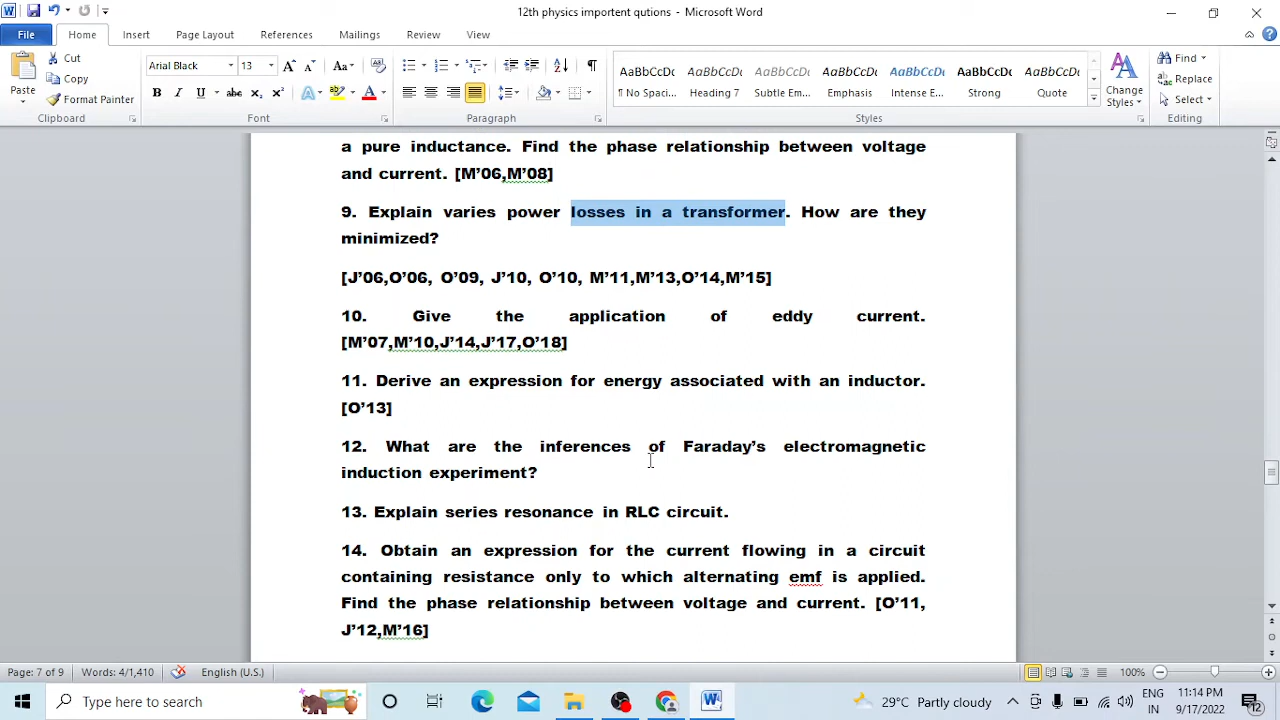 12th physics importent qutions - Microsoft Word
File Home Insert Page Layout References Mailings Review View
Paste
Cut
Copy
Format Painter
Clipboard
Arial Black 13
Font
Paragraph
AaBbCcDc AaBbCcDc AaBbCcDc AaBbCcDc AaBbCcDc AaBbCcDc AaBbCcDc
¶ No Spaci... Heading 7 Subtle Em... Emphasis Intense E... Strong Quote
Change Styles
Styles
Find
Replace
Select
Editing
a pure inductance. Find the phase relationship between voltage
and current. [M’06,M’08]
9. Explain varies power losses in a transformer. How are they
minimized?
[J’06,O’06, O’09, J’10, O’10, M’11,M’13,O’14,M’15]
10. Give the application of eddy current.
[M’07,M’10,J’14,J’17,O’18]
11. Derive an expression for energy associated with an inductor.
[O’13]
12. What are the inferences of Faraday’s electromagnetic
induction experiment?
13. Explain series resonance in RLC circuit.
14. Obtain an expression for the current flowing in a circuit
containing resistance only to which alternating emf is applied.
Find the phase relationship between voltage and current. [O’11,
J’12,M’16]
Page: 7 of 9 Words: 4/1,410 English (U.S.) 100%
Type here to search
29°C Partly cloudy
ENG
IN
11:14 PM
9/17/2022
12